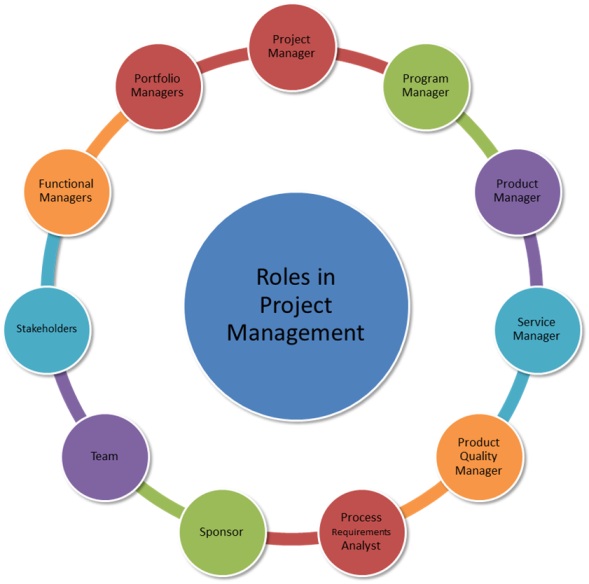 Project
Manager
Program
Manager
Product
Manager
Service
Manager
Product
Quality
Manager
Process
Requirements
Analyst
Sponsor
Team
Stakeholders
Functional
Managers
Portfolio
Managers
Roles in
Project
Management